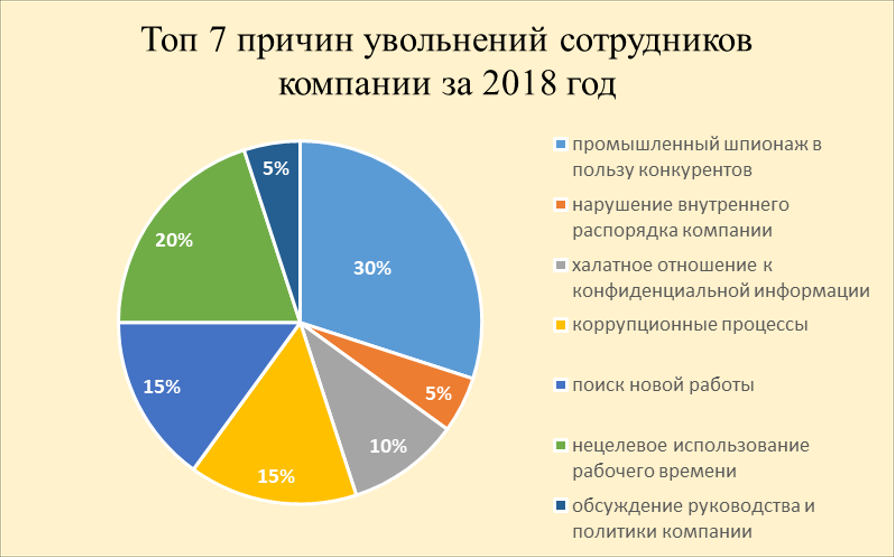 Топ 7 причин увольнений сотрудников
компании за 2018 год
5%
20%
30%
15%
5%
10%
15%
промышленный шпионаж в
пользу конкурентов
нарушение внутреннего
распорядка компании
халатное отношение к
конфиденциальной информации
коррупционные процессы
поиск новой работы
нецелевое использование
рабочего времени
обсуждение руководства и
политики компании